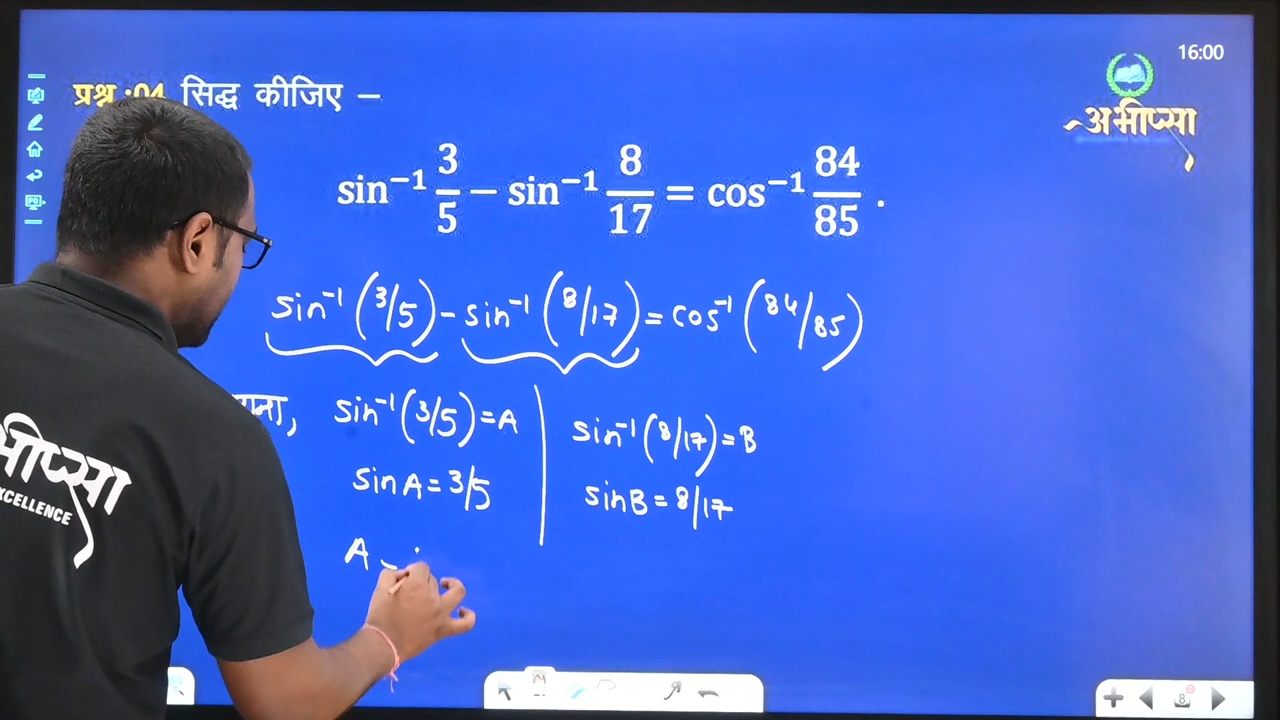 16:00
प्रश्न :04 सिद्ध कीजिए –
अभीप्सा
sin⁻¹ 3/5 − sin⁻¹ 8/17 = cos⁻¹ 84/85 .
sin⁻¹ (3/5) – sin⁻¹ (8/17) = cos⁻¹ (84/85)
sin⁻¹ (3/5) = A
sin⁻¹ (8/17) = B
sin A = 3/5
sin B = 8/17
A –
भीप्सा
EXCELLENCE
8